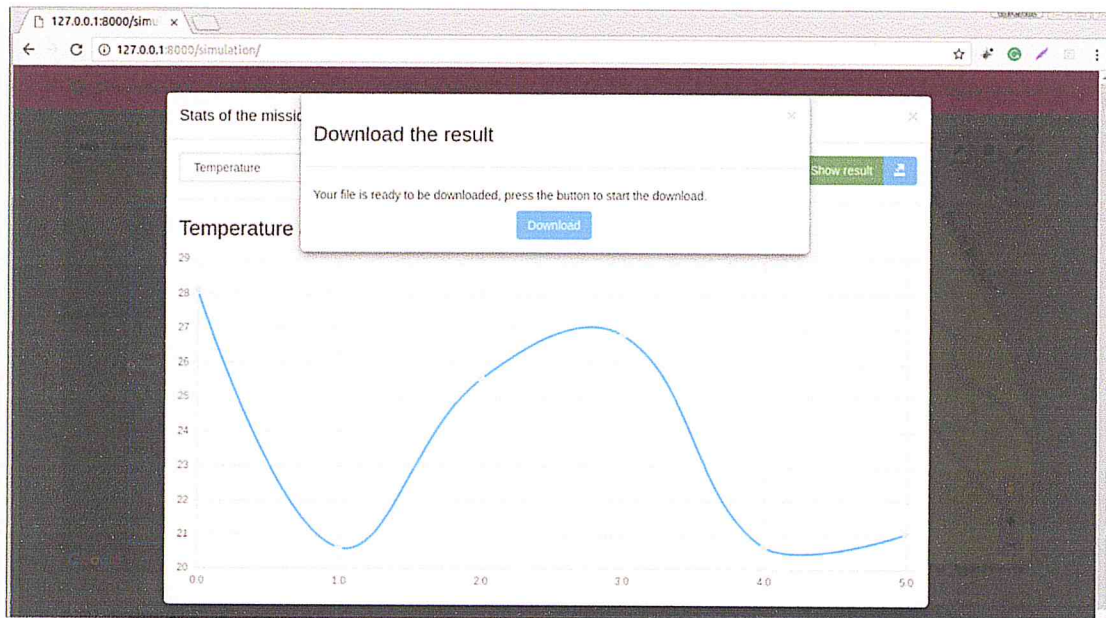 127.0.0.1:8000/simu
127.0.0.1:8000/simulation/
Stats of the missio
Download the result
Temperature
Show result
Your file is ready to be downloaded, press the button to start the download.
Download
Temperature
29
28
27
26
25
24
23
22
21
20
0.0 1.0 2.0 3.0 4.0 5.0